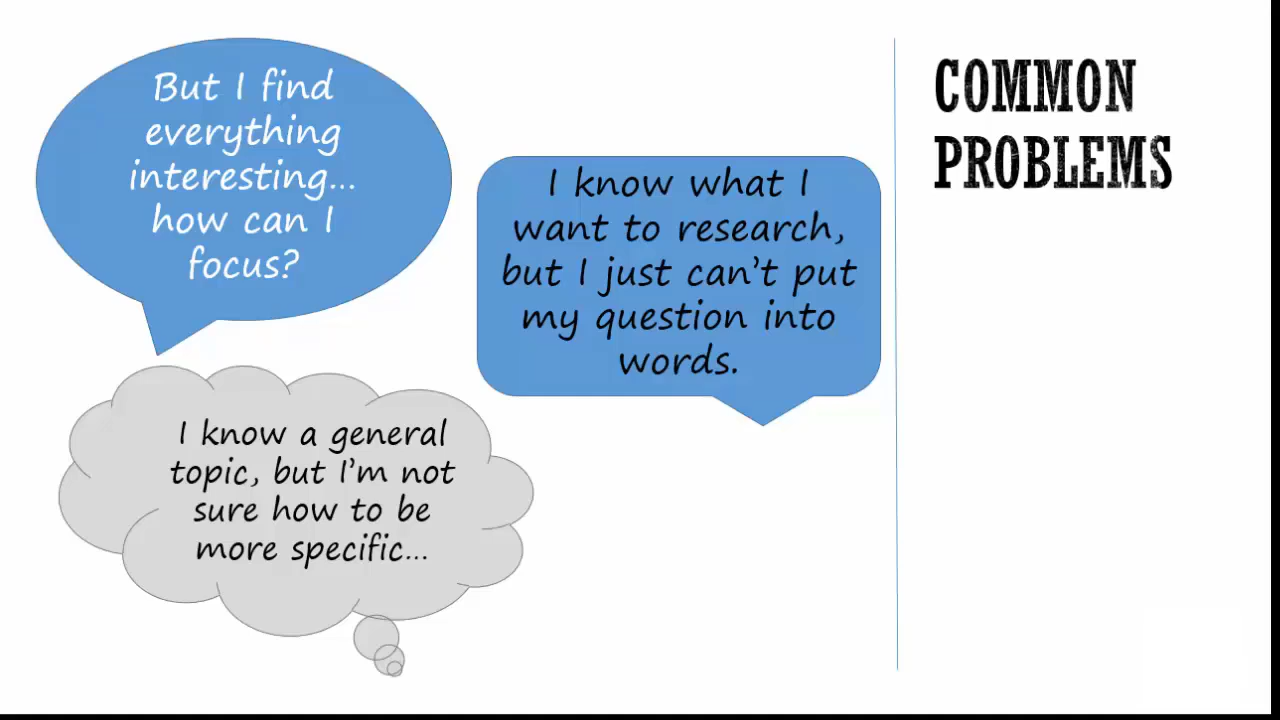 But I find
everything
interesting...
how can I
focus?
I know what I
want to research,
but I just can't put
my question into
words.
I know a general
topic, but I'm not
sure how to be
more specific...
COMMON
PROBLEMS